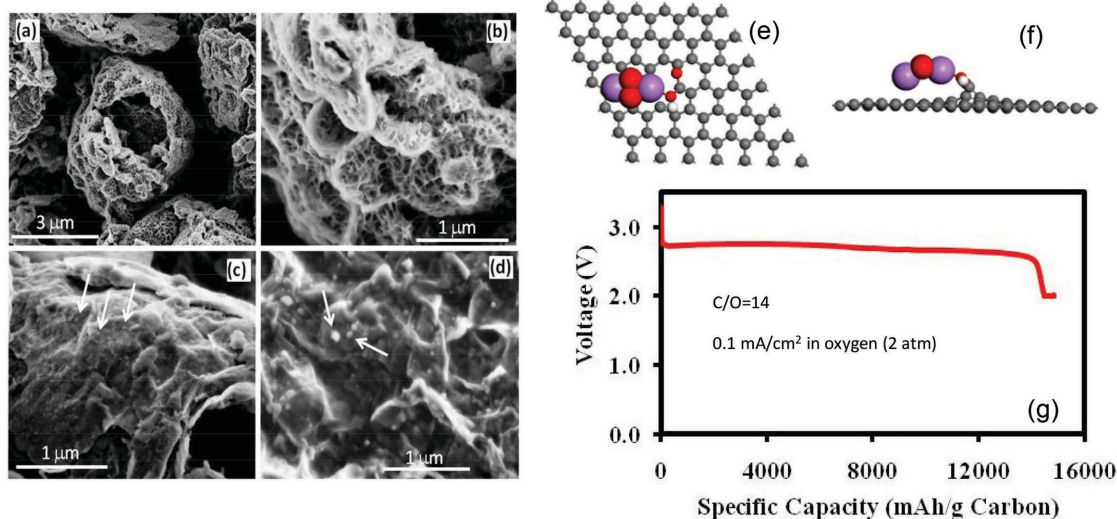 (a)
3 µm
(b)
1 µm
(c)
1 µm
(d)
1 µm
(e)
(f)
Voltage (V)
3.0
2.0
1.0
0.0
C/O=14
0.1 mA/cm² in oxygen (2 atm)
(g)
0 4000 8000 12000 16000
Specific Capacity (mAh/g Carbon)